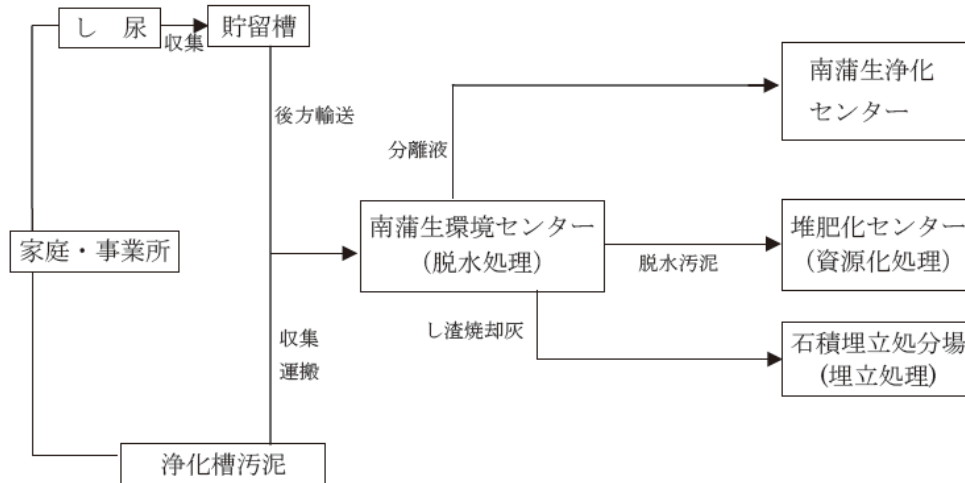 し 尿
収集
貯留槽
後方輸送
家庭・事業所
収集
運搬
浄化槽汚泥
南蒲生環境センター
(脱水処理)
分離液
南蒲生浄化
センター
脱水汚泥
堆肥化センター
(資源化処理)
し渣焼却灰
石積埋立処分場
(埋立処理)